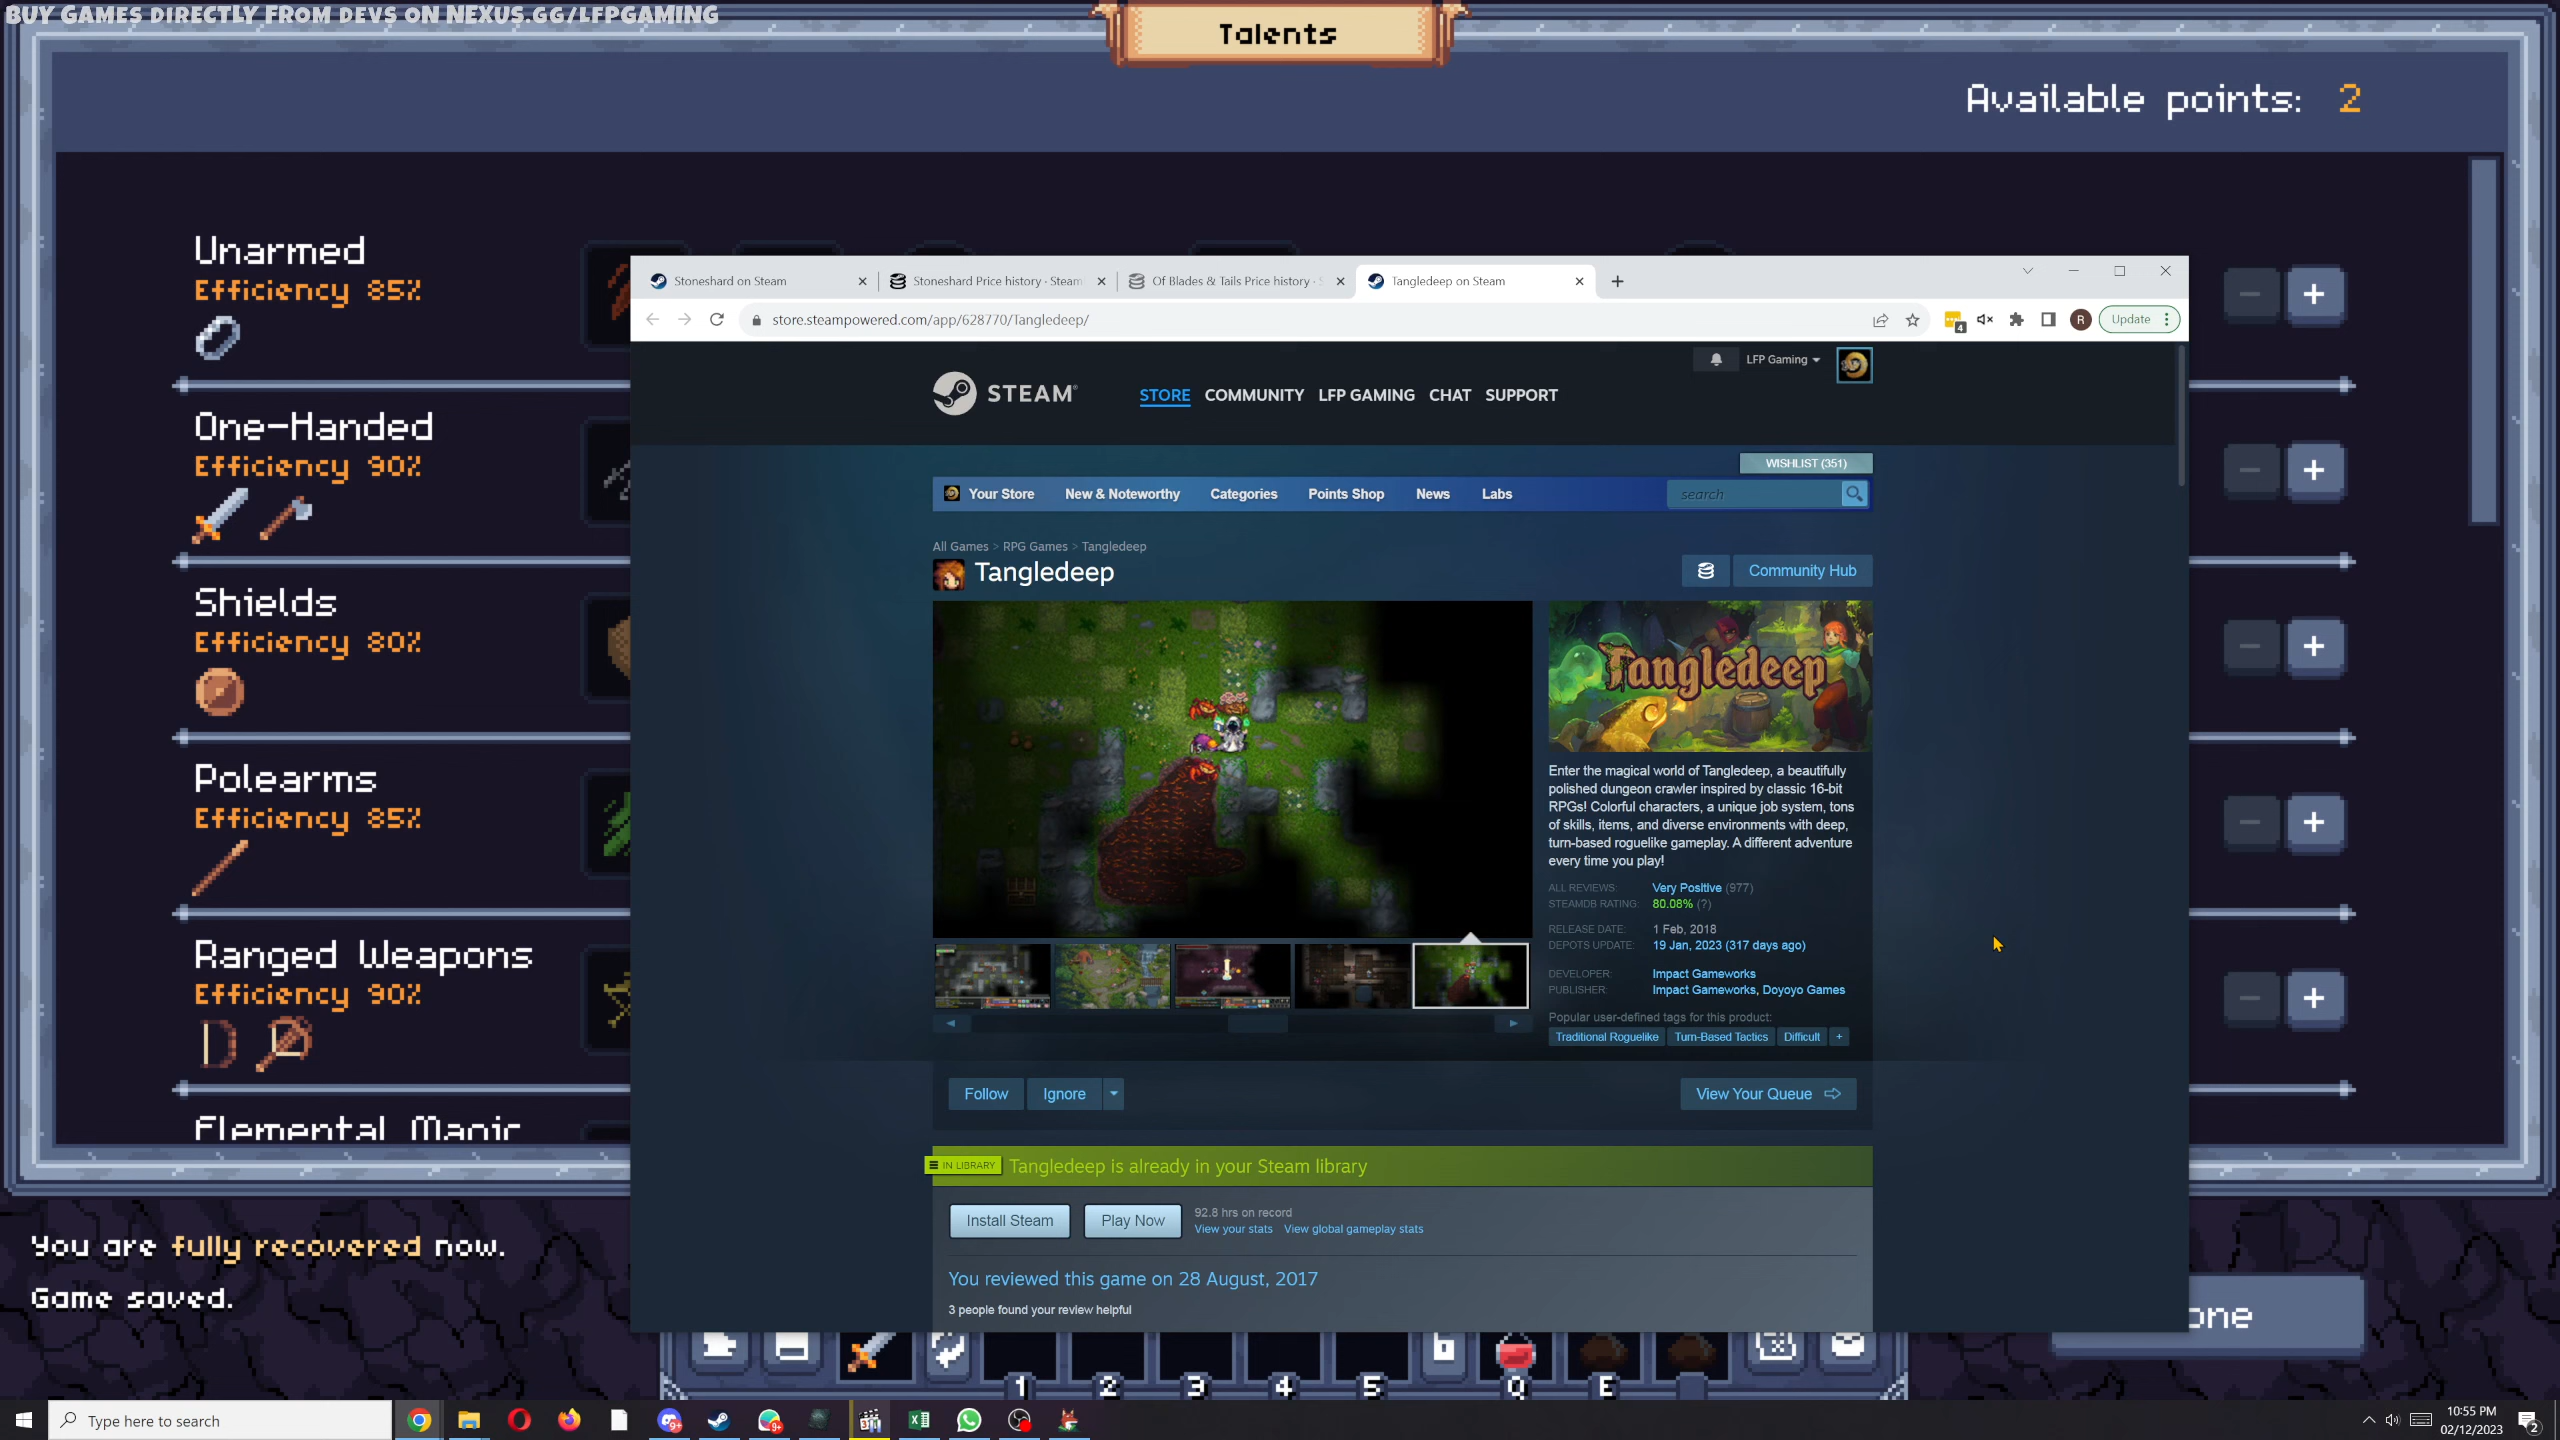 BUY GAMES DIRECTLY FROM DEVS ON NEXUS.GG/LFPGAMING
Talents
Available points: 2
Unarmed
Efficiency 85%
One-Handed
Efficiency 90%
Shields
Efficiency 80%
Polearms
Efficiency 85%
Ranged Weapons
Efficiency 90%
Elemental Magic
You are fully recovered now.
Game saved.
Stoneshard on Steam
Stoneshard Price history · Steam
Of Blades & Tails Price history · S
Tangledeep on Steam
store.steampowered.com/app/628770/Tangledeep/
4
R
Update
LFP Gaming
STEAM®
STORE COMMUNITY LFP GAMING CHAT SUPPORT
WISHLIST (351)
Your Store New & Noteworthy Categories Points Shop News Labs
search
All Games > RPG Games > Tangledeep
Tangledeep
Community Hub
Tangledeep
Enter the magical world of Tangledeep, a beautifully
polished dungeon crawler inspired by classic 16-bit
RPGs! Colorful characters, a unique job system, tons
of skills, items, and diverse environments with deep,
turn-based roguelike gameplay. A different adventure
every time you play!
ALL REVIEWS: Very Positive (977)
STEAMDB RATING: 80.08% (?)
RELEASE DATE: 1 Feb, 2018
DEPOTS UPDATE: 19 Jan, 2023 (317 days ago)
DEVELOPER: Impact Gameworks
PUBLISHER: Impact Gameworks, Doyoyo Games
Popular user-defined tags for this product:
Traditional Roguelike Turn-Based Tactics Difficult +
Follow Ignore
View Your Queue
IN LIBRARY Tangledeep is already in your Steam library
Install Steam Play Now
92.8 hrs on record
View your stats View global gameplay stats
You reviewed this game on 28 August, 2017
3 people found your review helpful
one
1 2 3 4 5 Q E
Type here to search
9+
9+
10:55 PM
02/12/2023
2